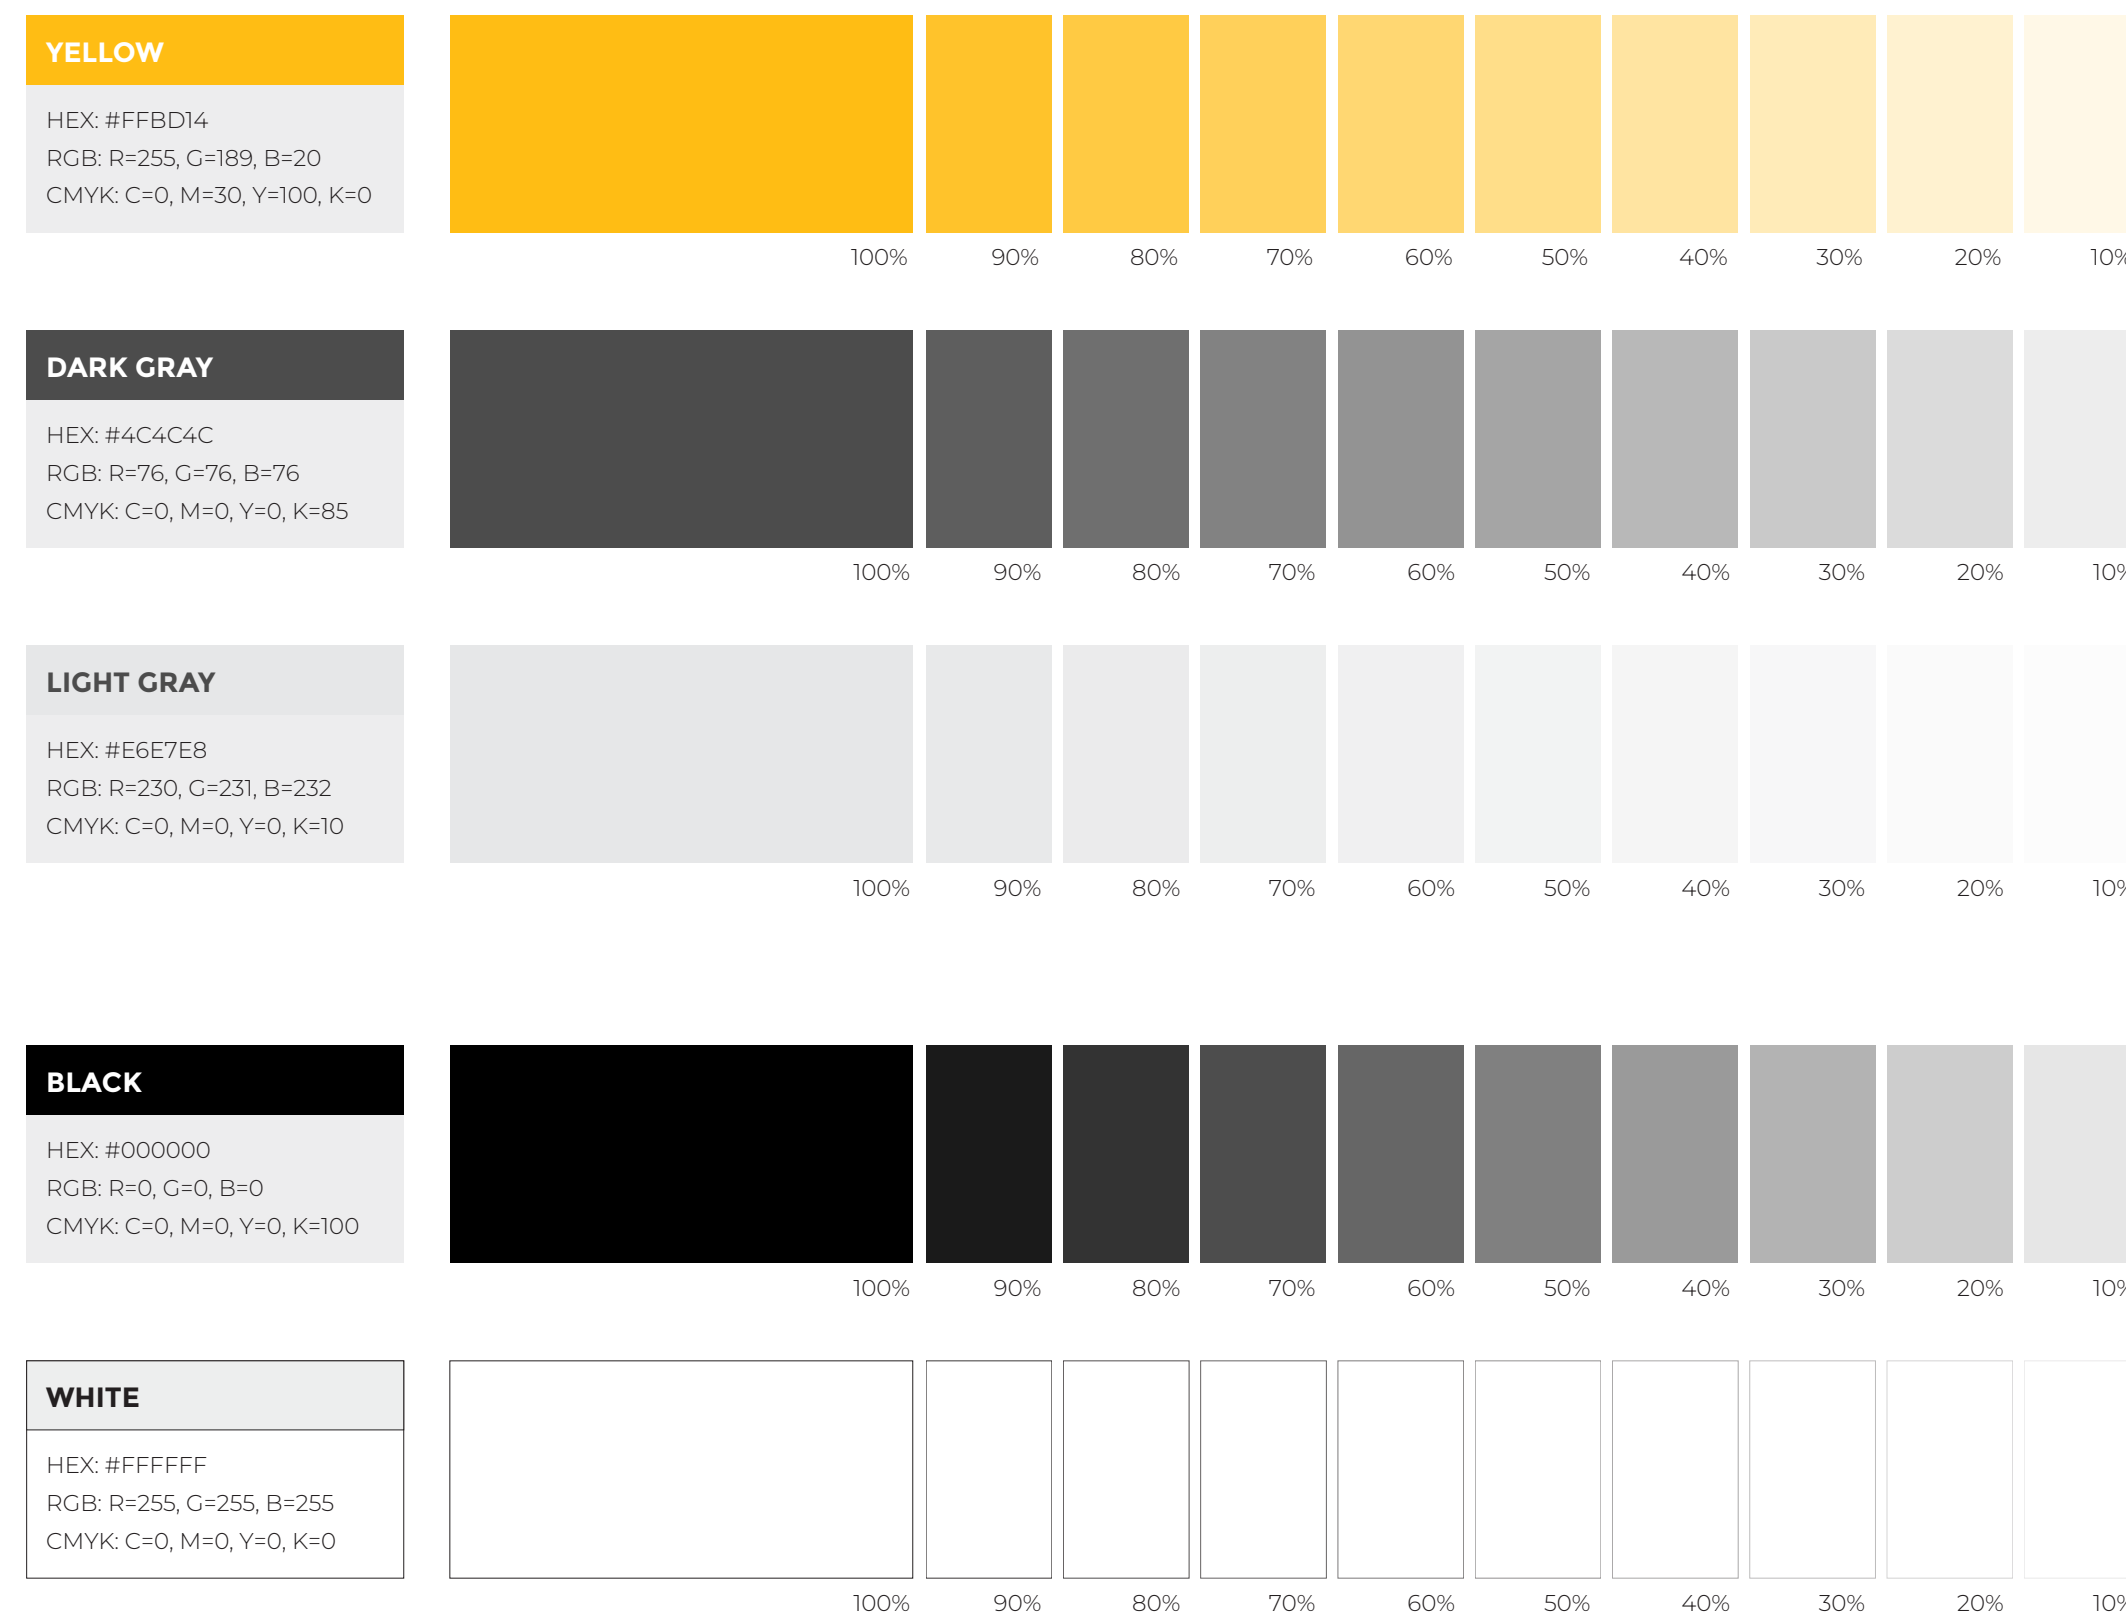 YELLOW
HEX: #FFBD14
RGB: R=255, G=189, B=20
CMYK: C=0, M=30, Y=100, K=0
100% 90% 80% 70% 60% 50% 40% 30% 20% 10%
DARK GRAY
HEX: #4C4C4C
RGB: R=76, G=76, B=76
CMYK: C=0, M=0, Y=0, K=85
100% 90% 80% 70% 60% 50% 40% 30% 20% 10%
LIGHT GRAY
HEX: #E6E7E8
RGB: R=230, G=231, B=232
CMYK: C=0, M=0, Y=0, K=10
100% 90% 80% 70% 60% 50% 40% 30% 20% 10%
BLACK
HEX: #000000
RGB: R=0, G=0, B=0
CMYK: C=0, M=0, Y=0, K=100
100% 90% 80% 70% 60% 50% 40% 30% 20% 10%
WHITE
HEX: #FFFFFF
RGB: R=255, G=255, B=255
CMYK: C=0, M=0, Y=0, K=0
100% 90% 80% 70% 60% 50% 40% 30% 20% 10%